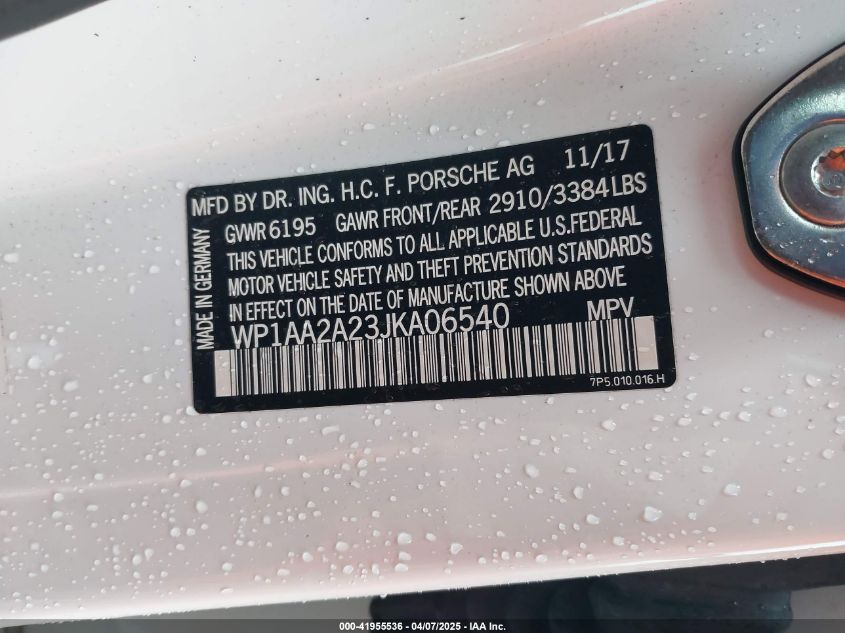 MFD BY DR. ING. H.C. F. PORSCHE AG 11/17
GVWR 6195 GAWR FRONT/REAR 2910/3384LBS
THIS VEHICLE CONFORMS TO ALL APPLICABLE U.S.FEDERAL
MOTOR VEHICLE SAFETY AND THEFT PREVENTION STANDARDS
IN EFFECT ON THE DATE OF MANUFACTURE SHOWN ABOVE
WP1AA2A23JKA06540 MPV
7P5.010.016.H
MADE IN GERMANY
000-41955536 - 04/07/2025 - IAA Inc.